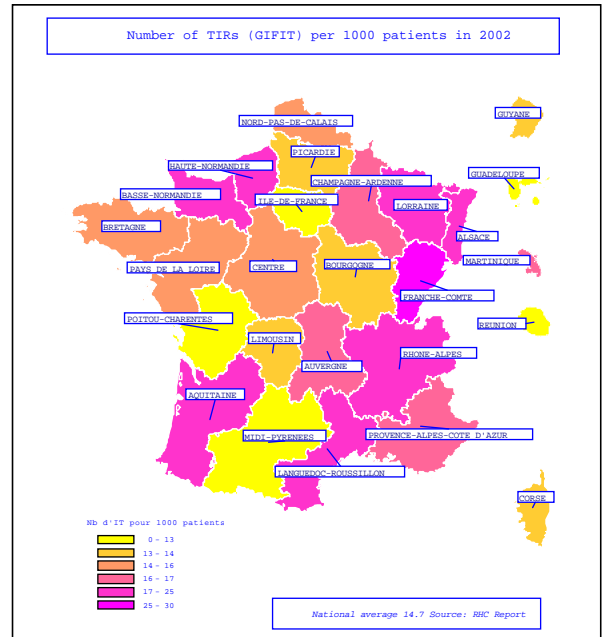 Number of TIRs (GIFIT) per 1000 patients in 2002
GUYANE
NORD-PAS-DE-CALAIS
PICARDIE
HAUTE-NORMANDIE
GUADELOUPE
CHAMPAGNE-ARDENNE
BASSE-NORMANDIE
ILE-DE-FRANCE
LORRAINE
BRETAGNE
ALSACE
MARTINIQUE
PAYS DE LA LOIRE
CENTRE
BOURGOGNE
FRANCHE-COMTE
POITOU-CHARENTES
REUNION
LIMOUSIN
RHONE-ALPES
AUVERGNE
AQUITAINE
MIDI-PYRENEES
PROVENCE-ALPES-COTE D'AZUR
LANGUEDOC-ROUSSILLON
CORSE
Nb d'IT pour 1000 patients
0 - 13
13 - 14
14 - 16
16 - 17
17 - 25
25 - 30
National average 14.7 Source: RHC Report